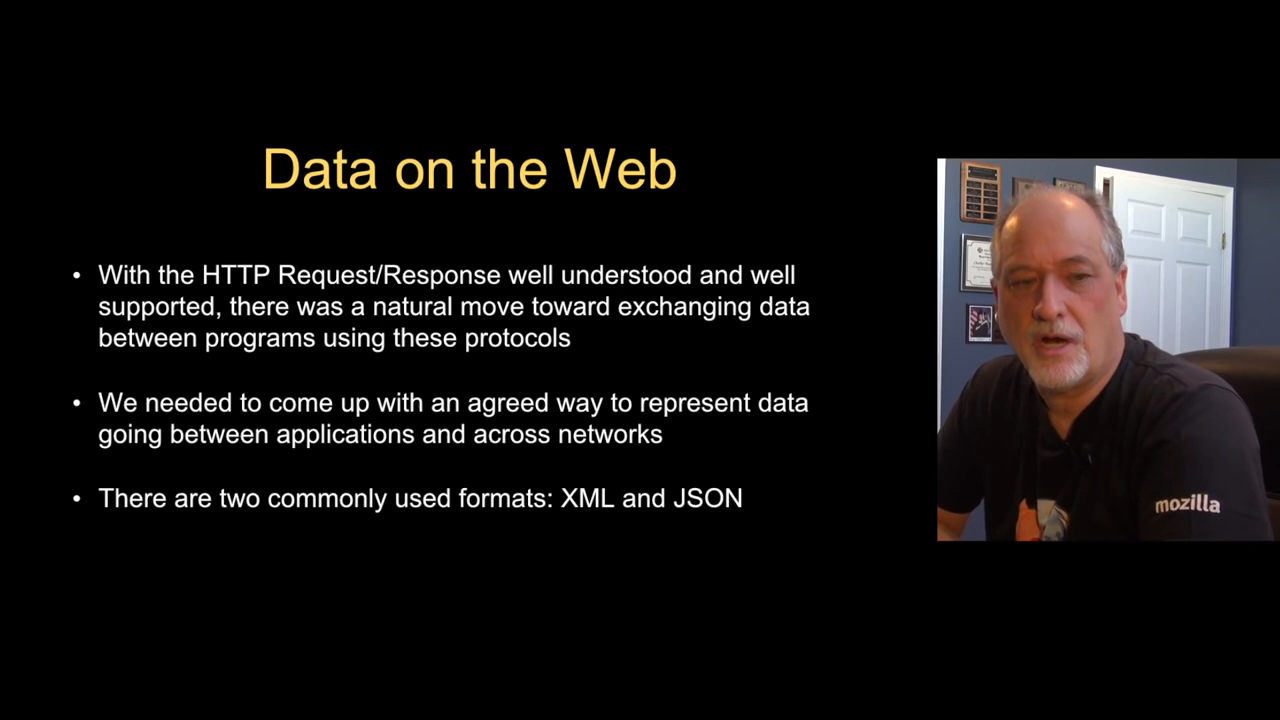 Data on the Web
• With the HTTP Request/Response well understood and well
supported, there was a natural move toward exchanging data
between programs using these protocols
• We needed to come up with an agreed way to represent data
going between applications and across networks
• There are two commonly used formats: XML and JSON
mozilla